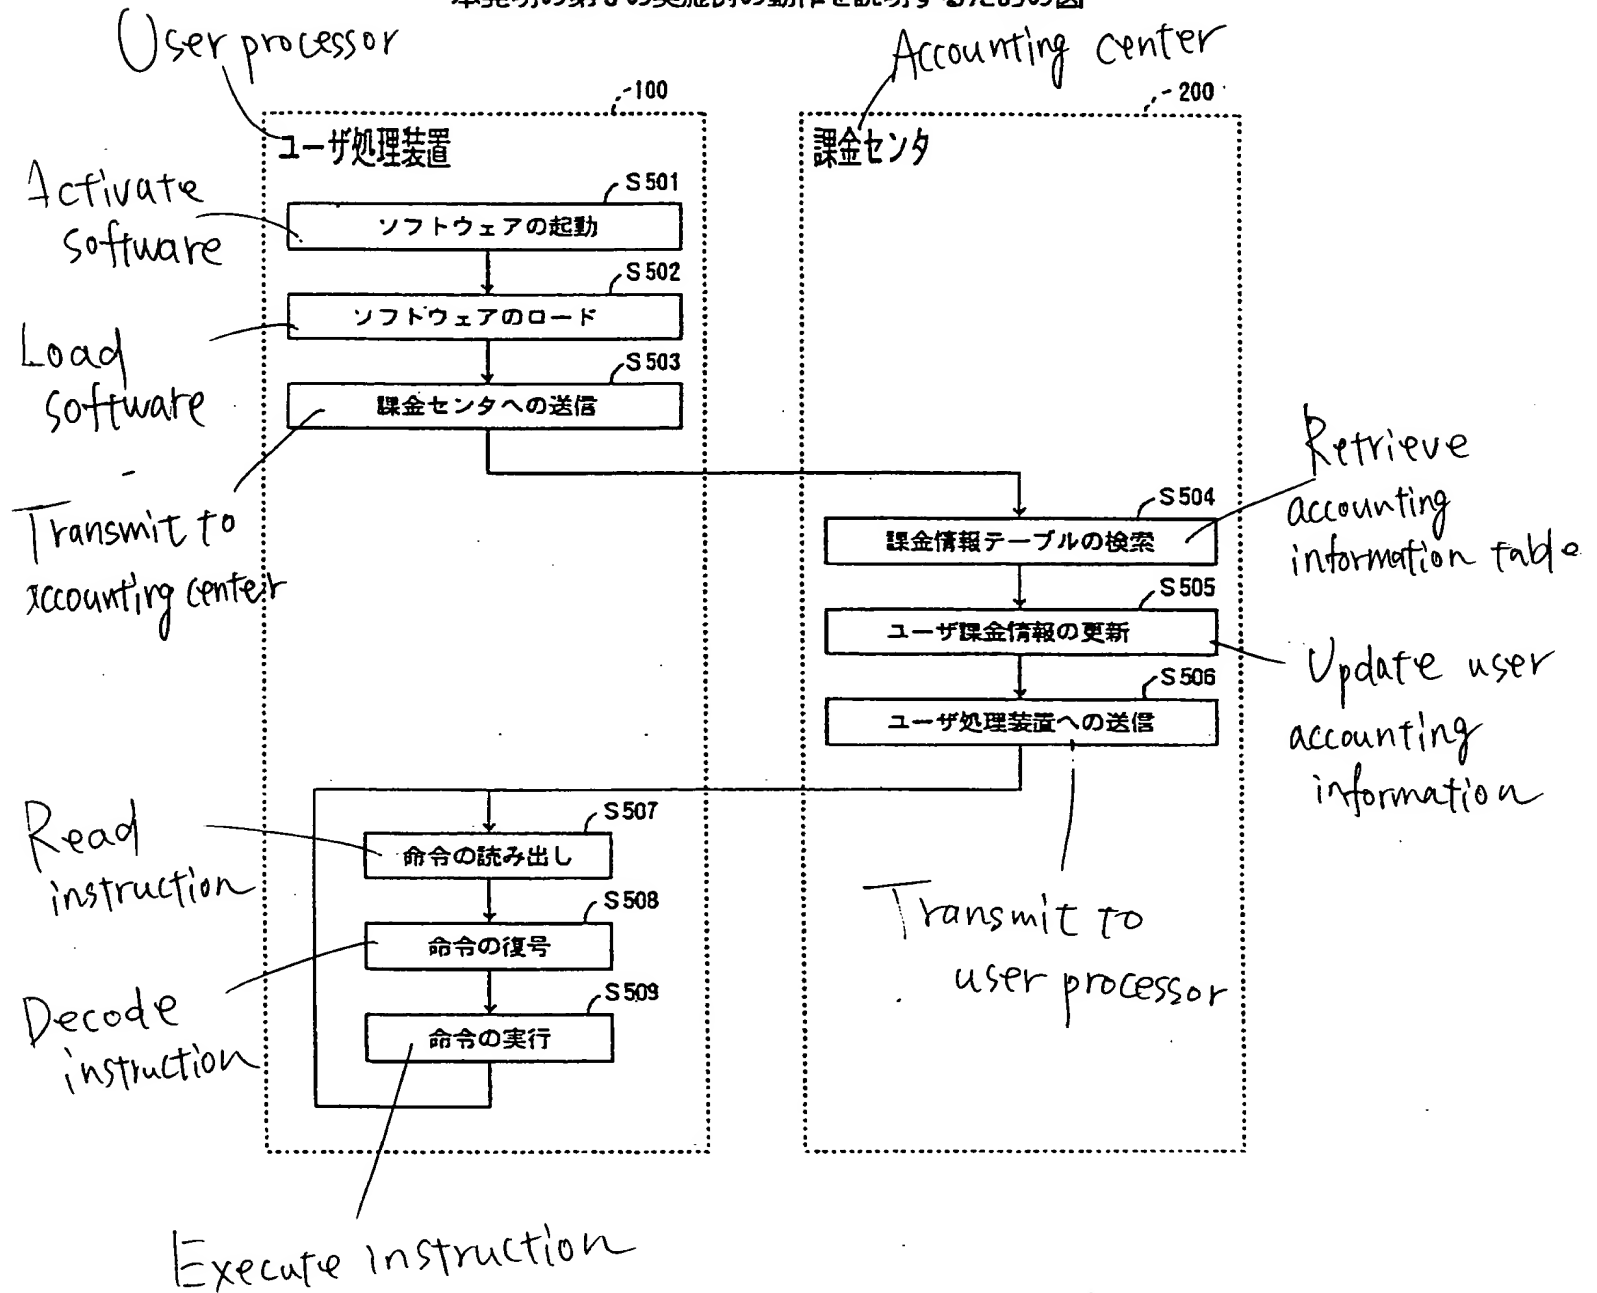 User processor
Accounting center
100
200
ユーザ処理装置
課金センタ
Activate
software
S501
ソフトウェアの起動
S502
ソフトウェアのロード
Load
software
S503
課金センタへの送信
Transmit to
accounting center
Retrieve
accounting
information table
S504
課金情報テーブルの検索
S505
ユーザ課金情報の更新
Update user
accounting
information
S506
ユーザ処理装置への送信
Transmit to
user processor
Read
instruction
S507
命令の読み出し
S508
命令の復号
Decode
instruction
S509
命令の実行
Execute instruction